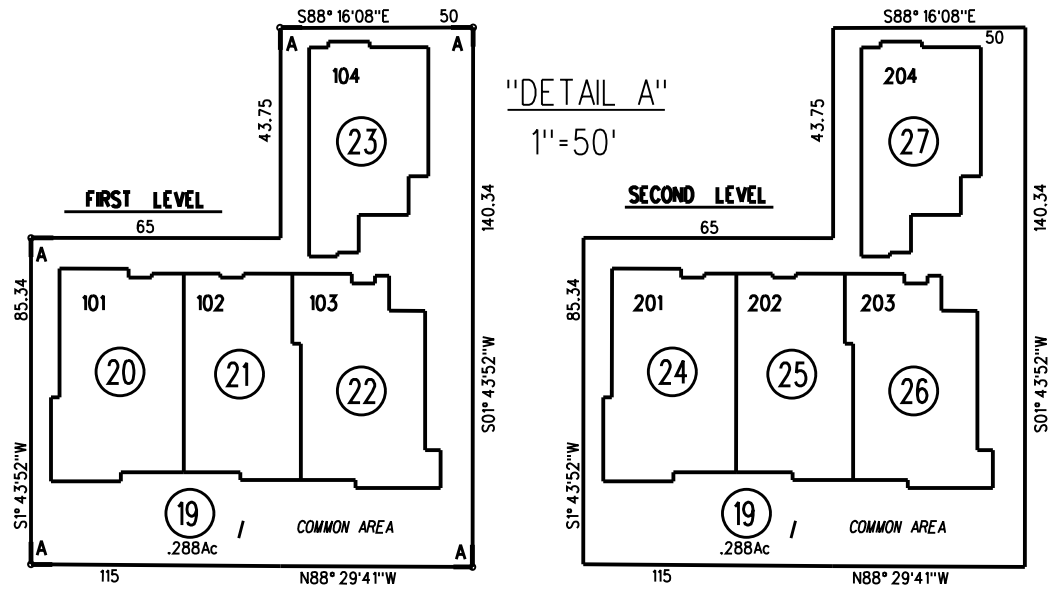 S88° 16'08"E 50
A A
104
43.75
23
"DETAIL A"
1"=50'
FIRST LEVEL
65
140.34
A
85.34
101 102 103
20 21 22
S01° 43'52"W
S1° 43'52"W
19 1 COMMON AREA
.288Ac
A A
115 N88° 29'41"W
S88° 16'08"E
50
204
43.75
27
SECOND LEVEL
65
140.34
85.34
201 202 203
24 25 26
S01° 43'52"W
S1° 43'52"W
19 1 COMMON AREA
.288Ac
115 N88° 29'41"W